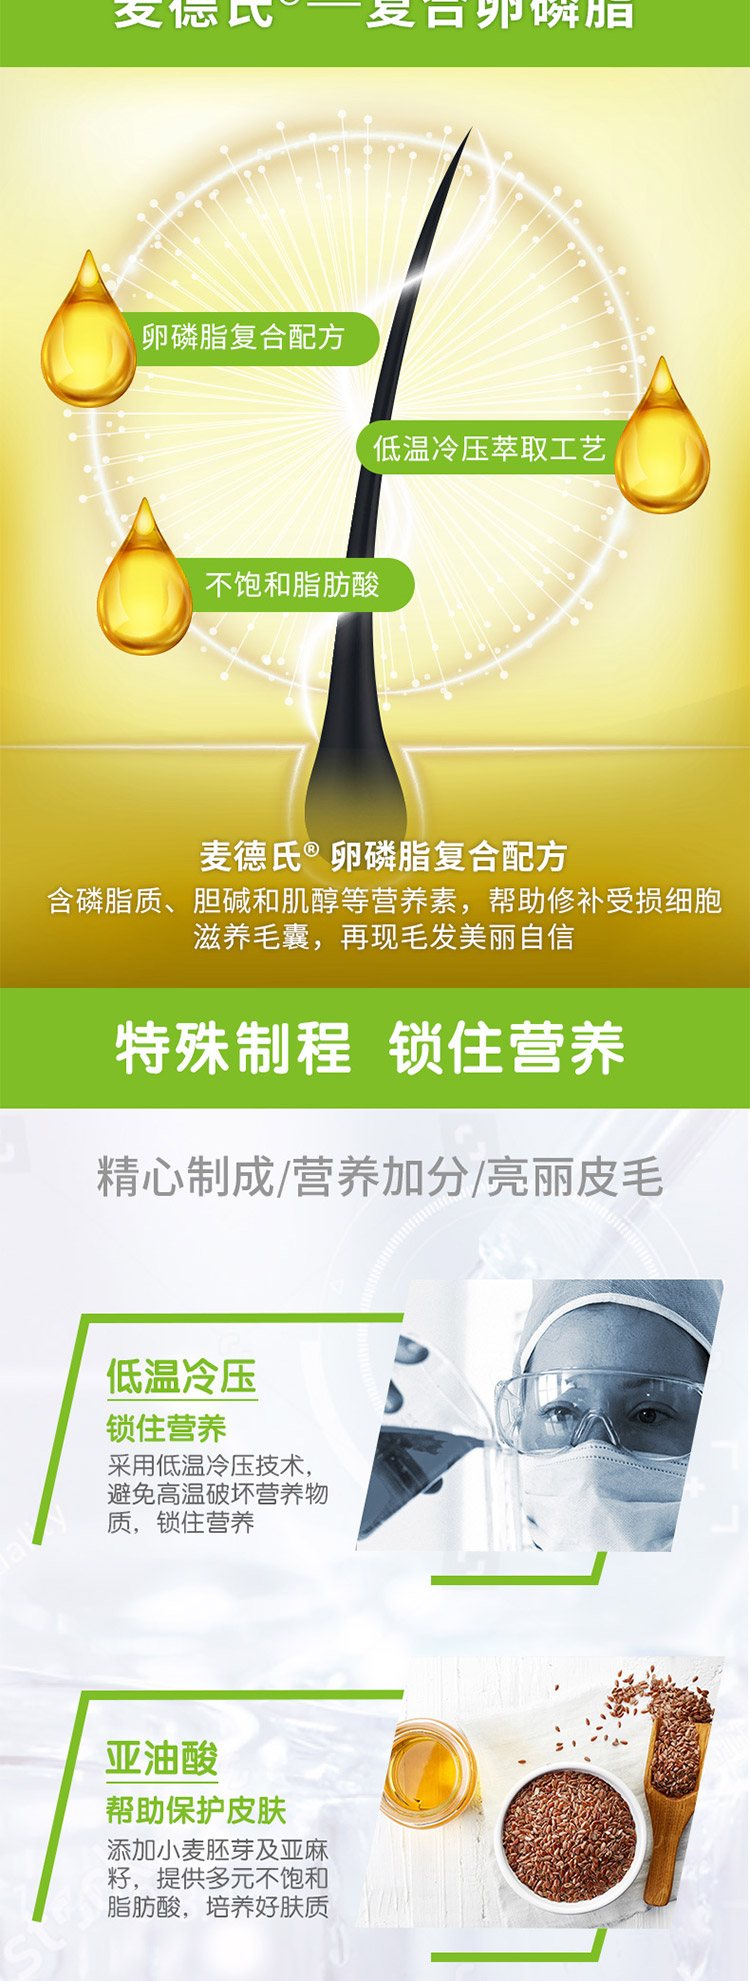 麦德氏®—复合卵磷脂
卵磷脂复合配方
低温冷压萃取工艺
不饱和脂肪酸
麦德氏® 卵磷脂复合配方
含磷脂质、胆碱和肌醇等营养素，帮助修补受损细胞
滋养毛囊，再现毛发美丽自信
特殊制程 锁住营养
精心制成/营养加分/亮丽皮毛
低温冷压
锁住营养
采用低温冷压技术，
避免高温破坏营养物
质，锁住营养
亚油酸
帮助保护皮肤
添加小麦胚芽及亚麻
籽，提供多元不饱和
脂肪酸，培养好肤质